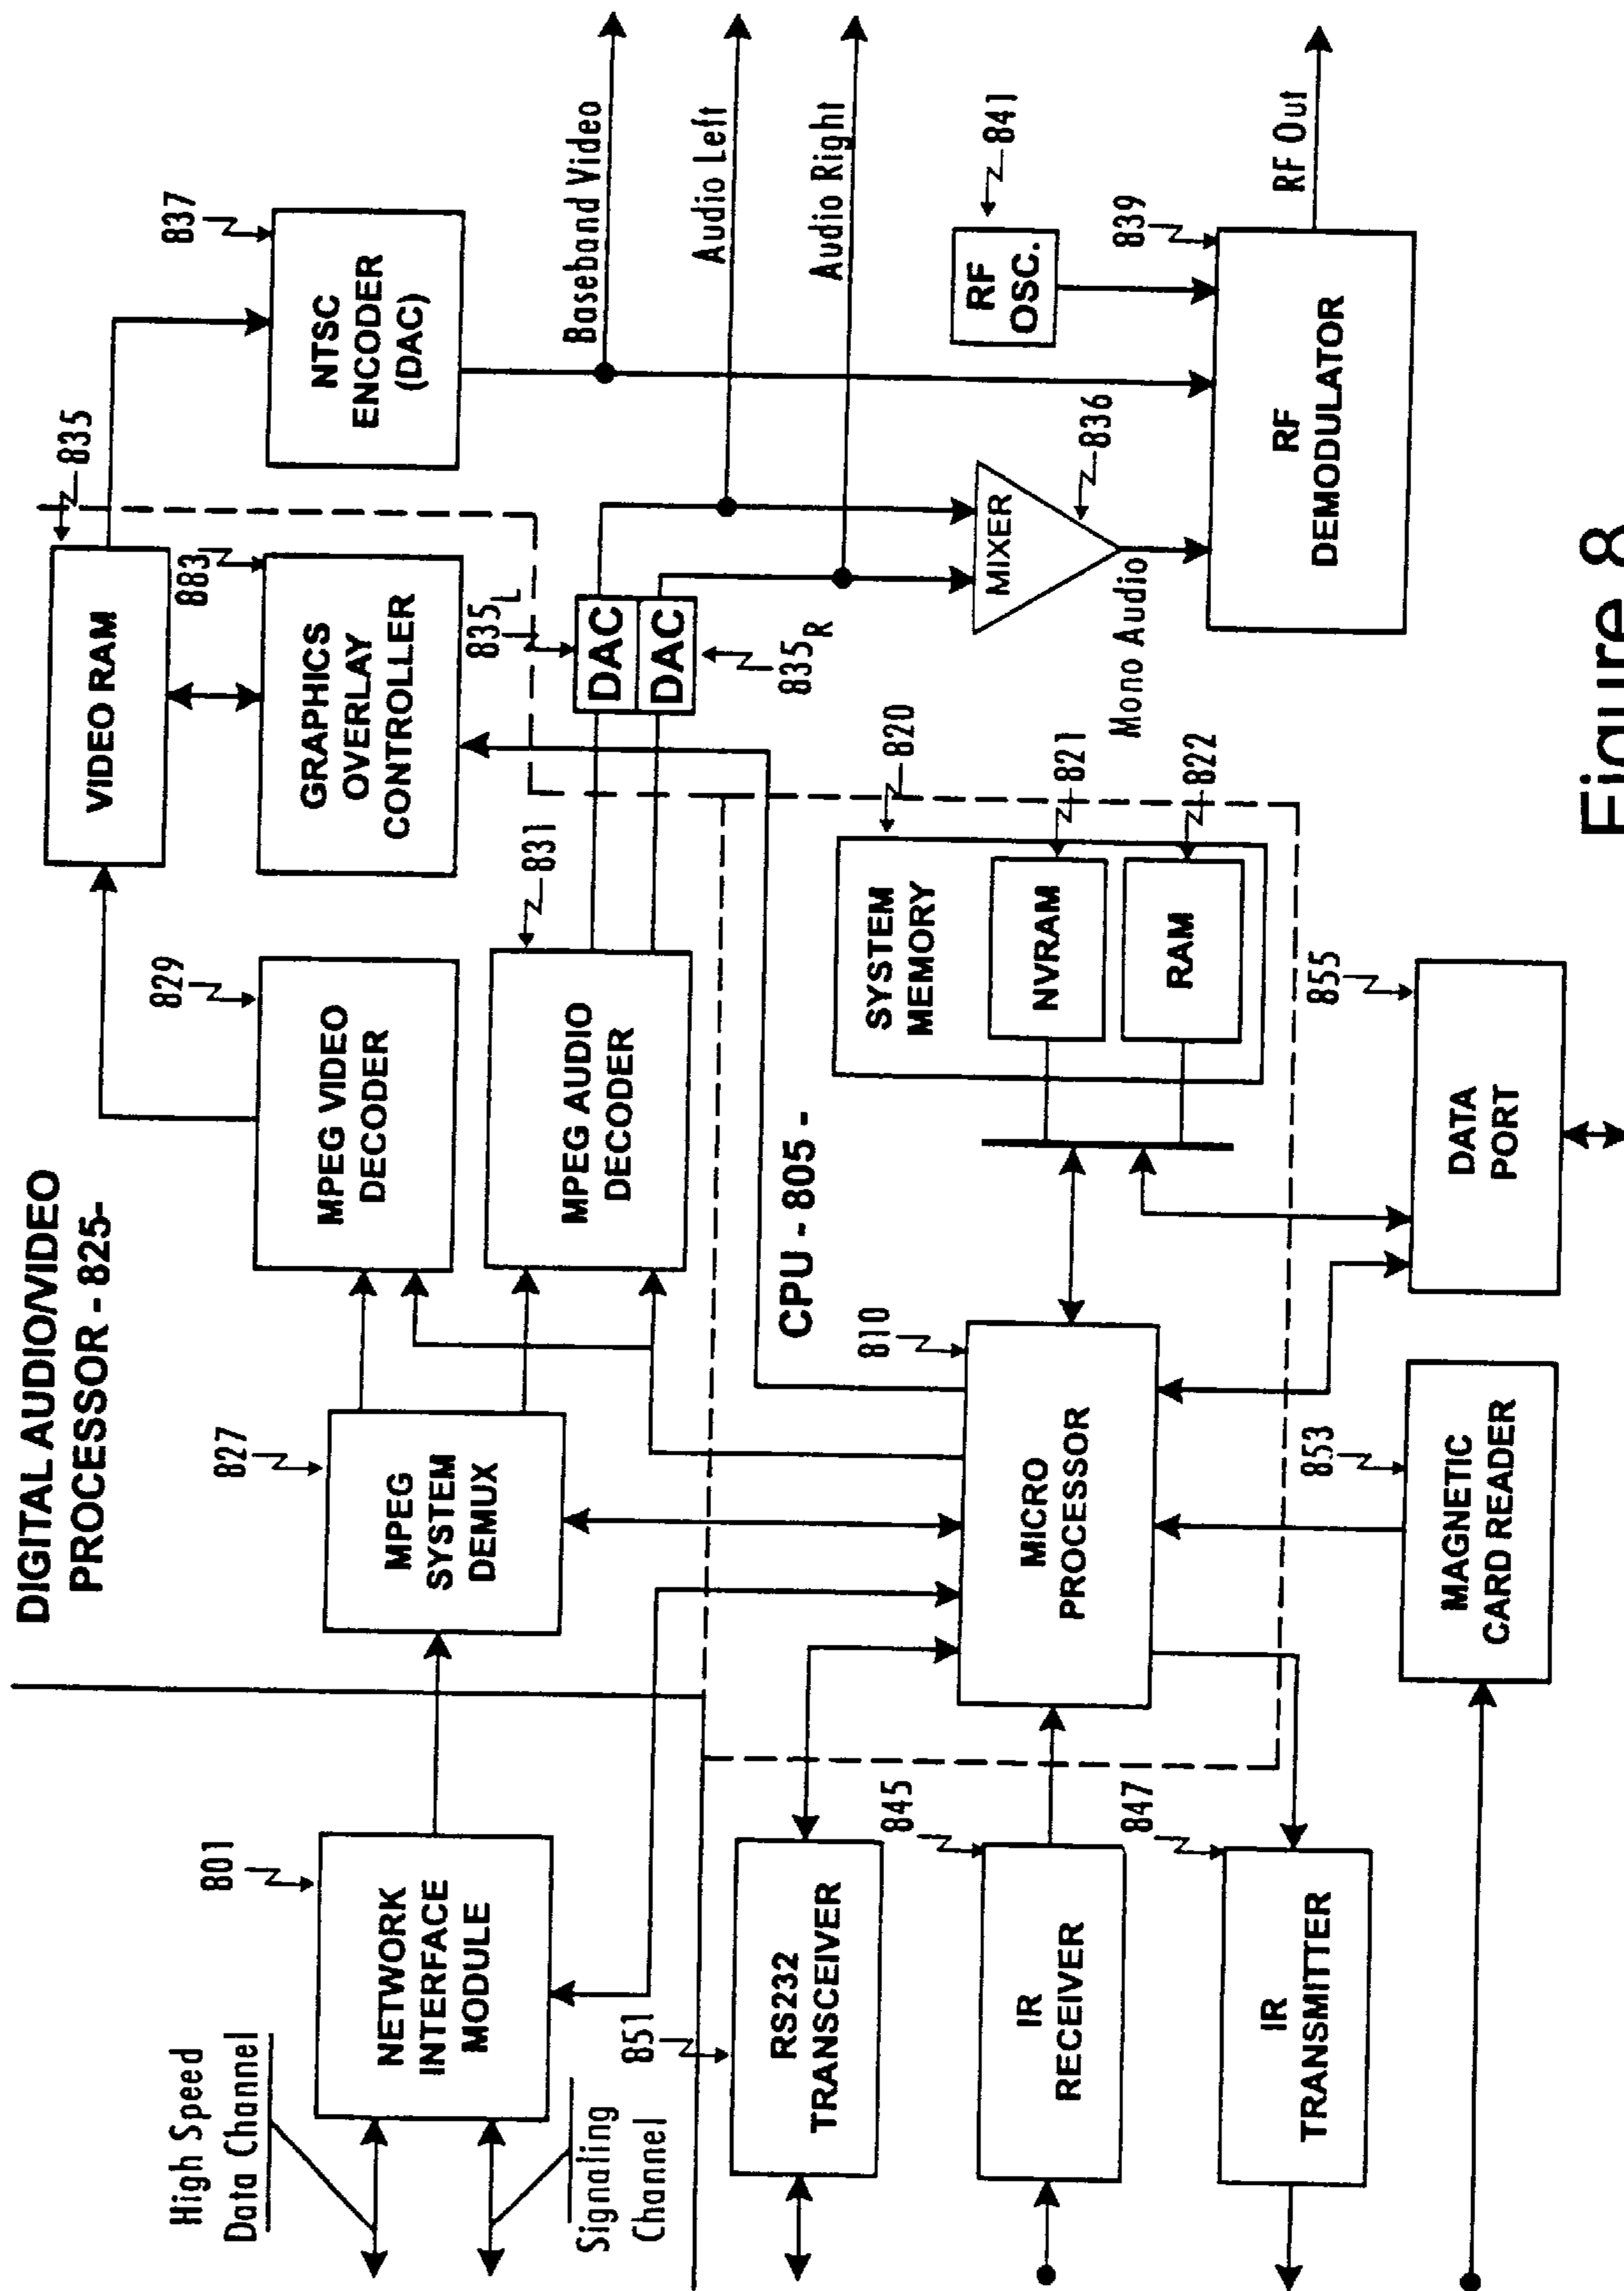 DIGITAL AUDIO/VIDEO
PROCESSOR - 825-
High Speed
Data Channel
Signaling
Channel
801
NETWORK
INTERFACE
MODULE
827
MPEG
SYSTEM
DEMUX
829
MPEG VIDEO
DECODER
831
MPEG AUDIO
DECODER
835
VIDEO RAM
883
GRAPHICS
OVERLAY
CONTROLLER
835L
DAC
DAC
835R
837
NTSC
ENCODER
(DAC)
Baseband Video
Audio Left
Audio Right
841
RF
OSC.
MIXER
836
Mono Audio
839
RF
DEMODULATOR
RF Out
CPU - 805 -
810
MICRO
PROCESSOR
820
SYSTEM
MEMORY
821
NVRAM
822
RAM
851
RS232
TRANSCEIVER
845
IR
RECEIVER
847
IR
TRANSMITTER
853
MAGNETIC
CARD READER
855
DATA
PORT
Figure 8